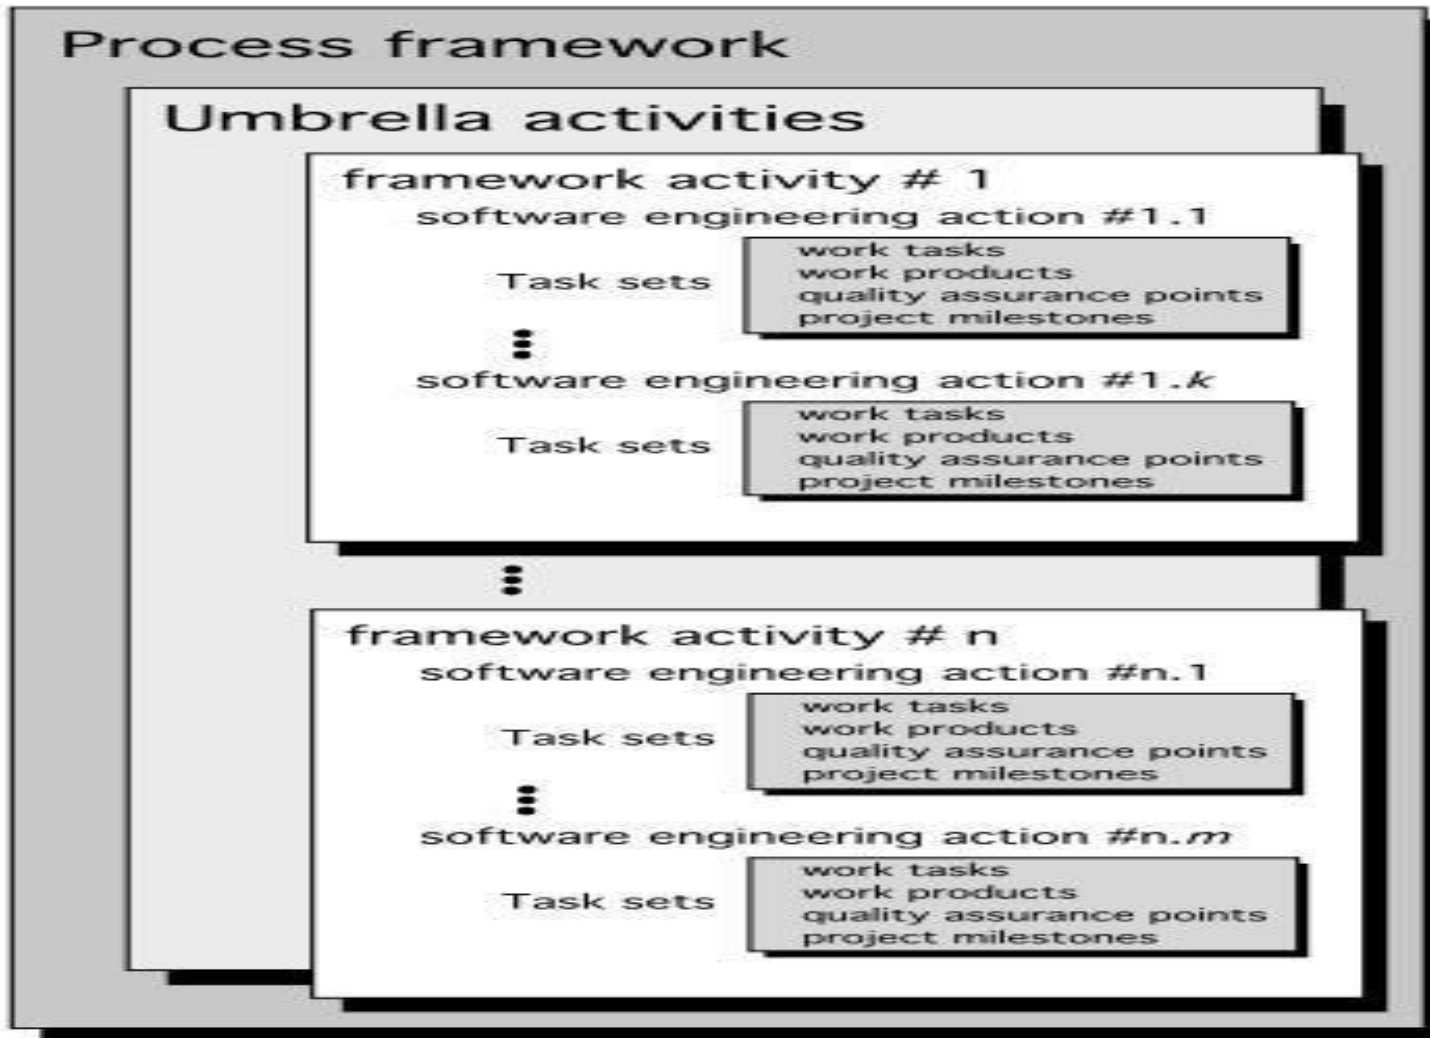 Process framework
Umbrella activities
framework activity # 1
software engineering action #1.1
Task sets
work tasks
work products
quality assurance points
project milestones
software engineering action #1.k
Task sets
work tasks
work products
quality assurance points
project milestones
framework activity # n
software engineering action #n.1
Task sets
work tasks
work products
quality assurance points
project milestones
software engineering action #n.m
Task sets
work tasks
work products
quality assurance points
project milestones